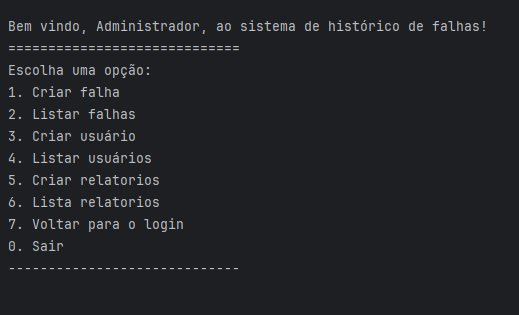 Bem vindo, Administrador, ao sistema de histórico de falhas!
=============================
Escolha uma opção:
1. Criar falha
2. Listar falhas
3. Criar usuário
4. Listar usuários
5. Criar relatorios
6. Lista relatorios
7. Voltar para o login
0. Sair
-----------------------------